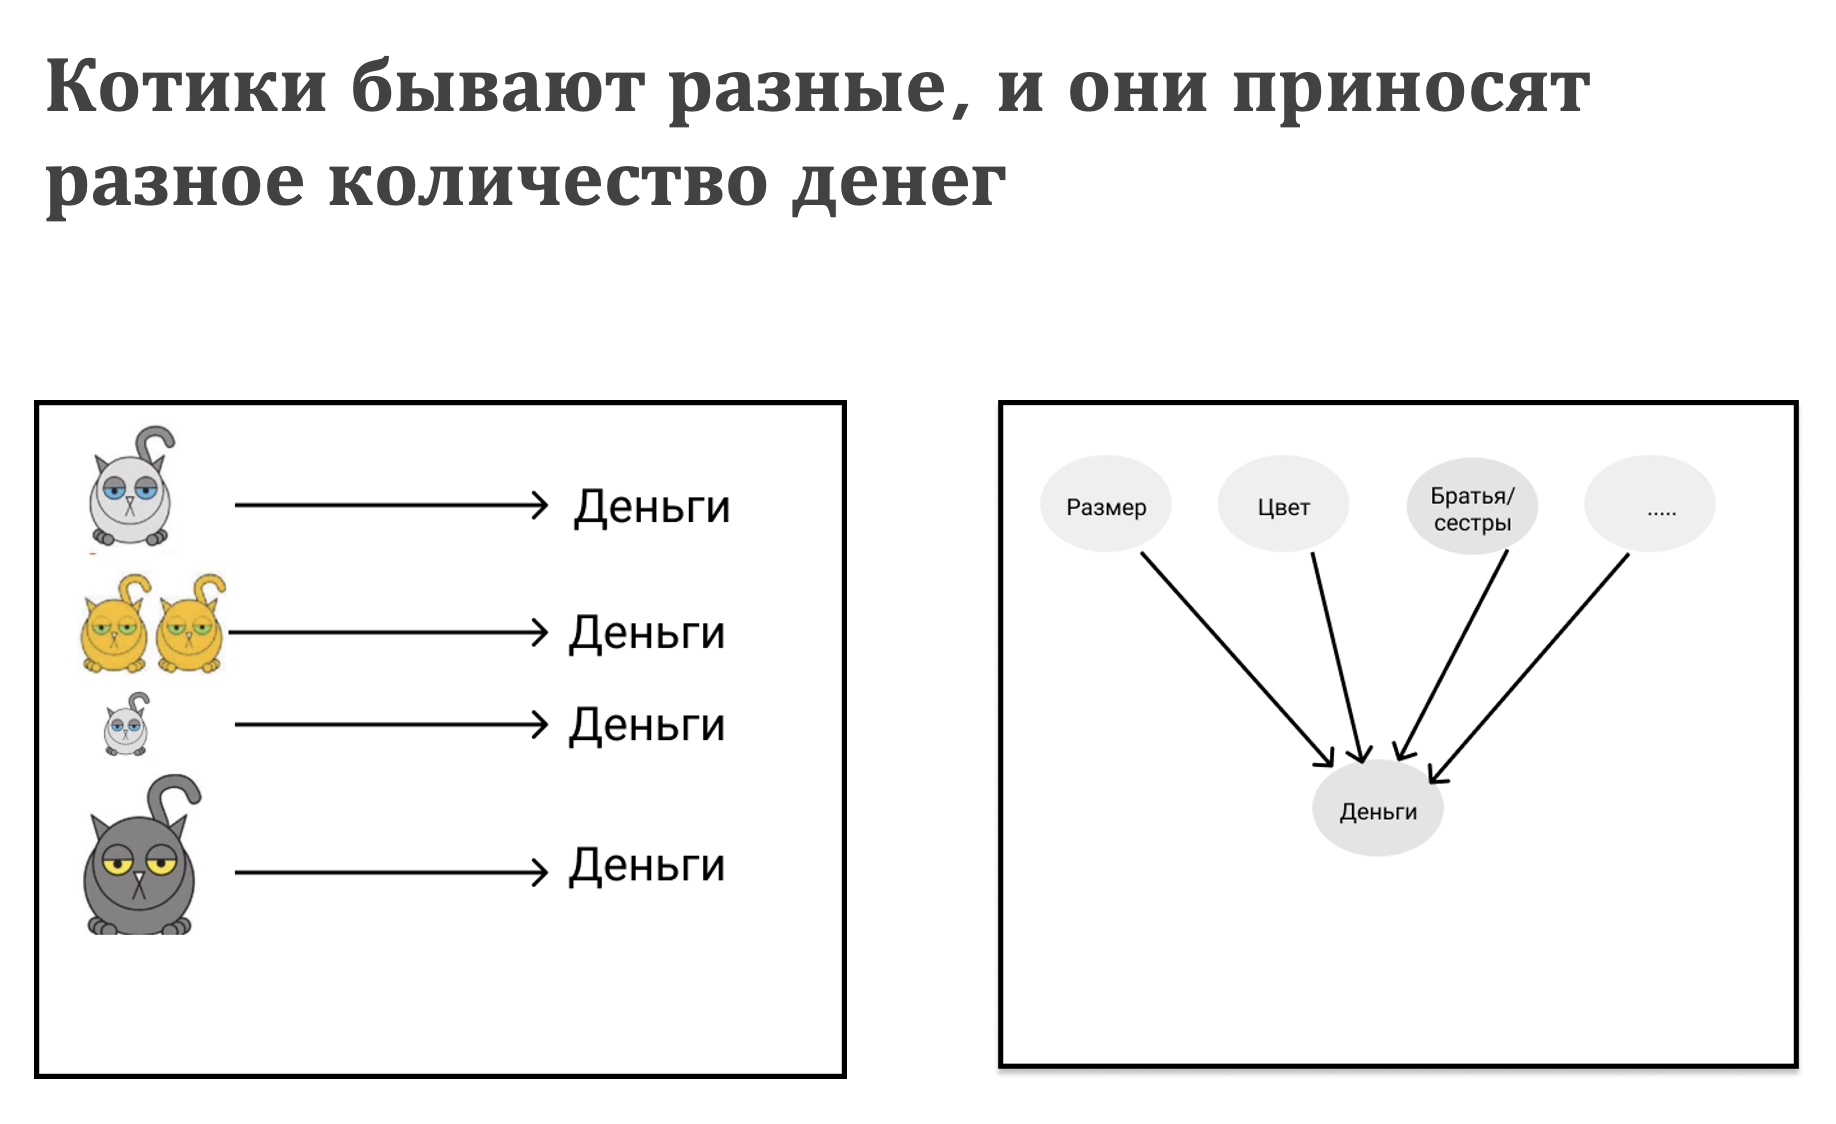 Котики бывают разные, и они приносят
разное количество денег
Деньги
Деньги
Деньги
Деньги
Размер
Цвет
Братья/
сестры
.....
Деньги